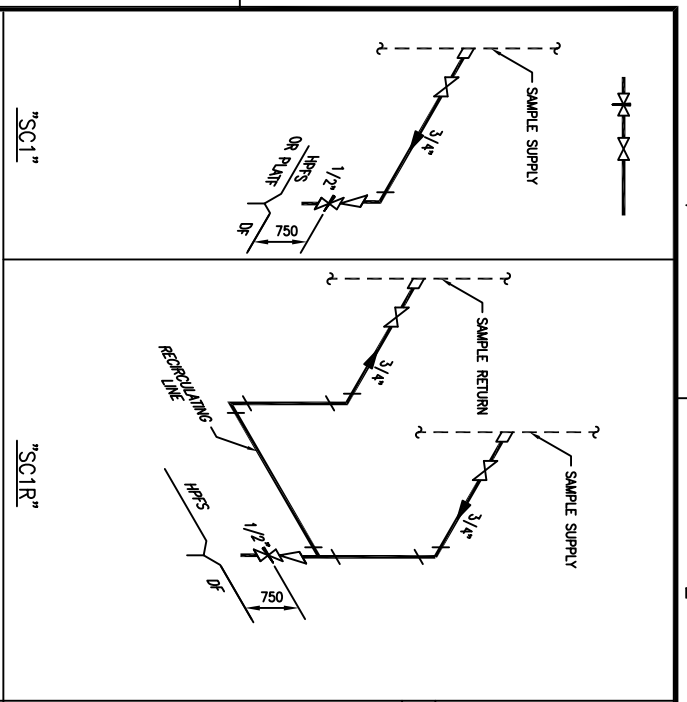 SAMPLE SUPPLY
3/4"
1/2"
HPFS
OR PLATF
DF
750
"SC1"
SAMPLE RETURN
3/4"
SAMPLE SUPPLY
3/4"
RECIRCULATING
LINE
1/2"
HPFS
DF
750
"SC1R"